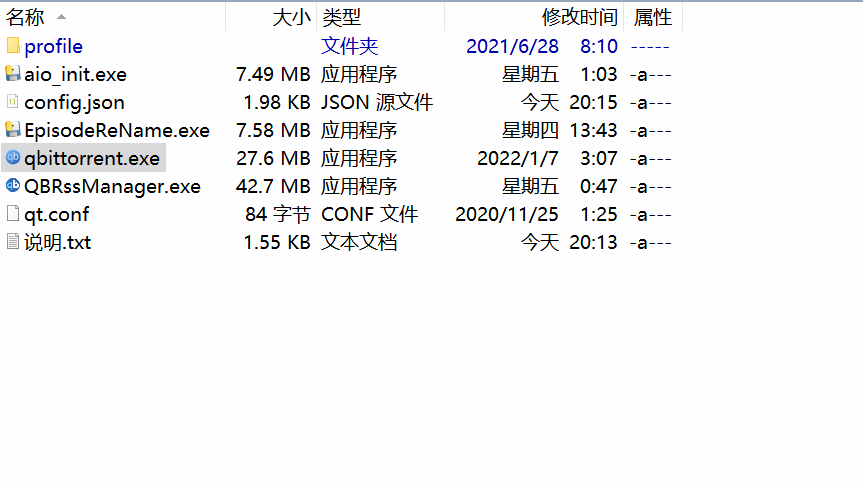 名称 大小 类型 修改时间 属性
profile 文件夹 2021/6/28 8:10 -----
aio_init.exe 7.49 MB 应用程序 星期五 1:03 -a---
config.json 1.98 KB JSON 源文件 今天 20:15 -a---
EpisodeReName.exe 7.58 MB 应用程序 星期四 13:43 -a---
qbittorrent.exe 27.6 MB 应用程序 2022/1/7 3:07 -a---
QBRssManager.exe 42.7 MB 应用程序 星期五 0:47 -a---
qt.conf 84 字节 CONF 文件 2020/11/25 1:25 -a---
说明.txt 1.55 KB 文本文档 今天 20:13 -a---